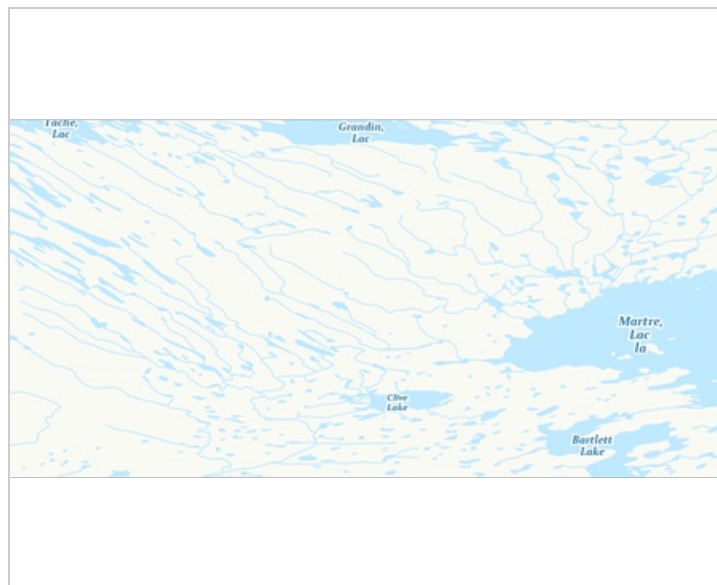 Tache,
Lac
Grandin,
Lac
Martre,
Lac
la
Clive
Lake
Bartlett
Lake